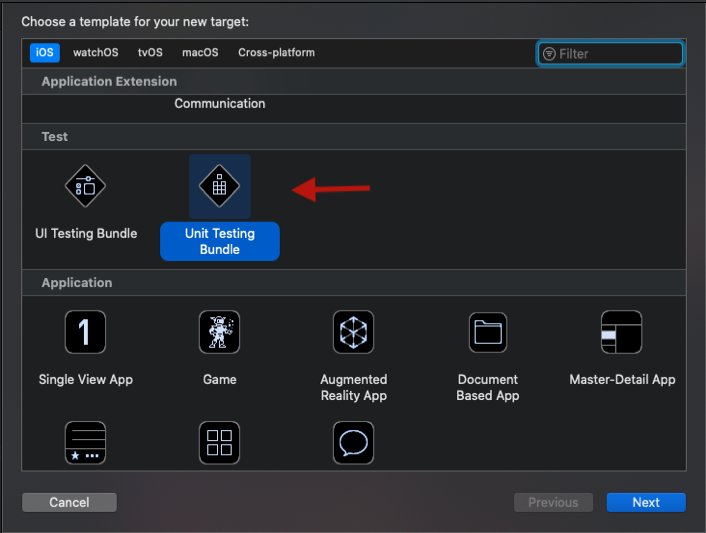 Choose a template for your new target:
iOS watchOS tvOS macOS Cross-platform Filter
Application Extension
Communication
Test
UI Testing Bundle
Unit Testing
Bundle
Application
1
Single View App
Game
Augmented
Reality App
Document
Based App
Master-Detail App
Cancel
Previous
Next